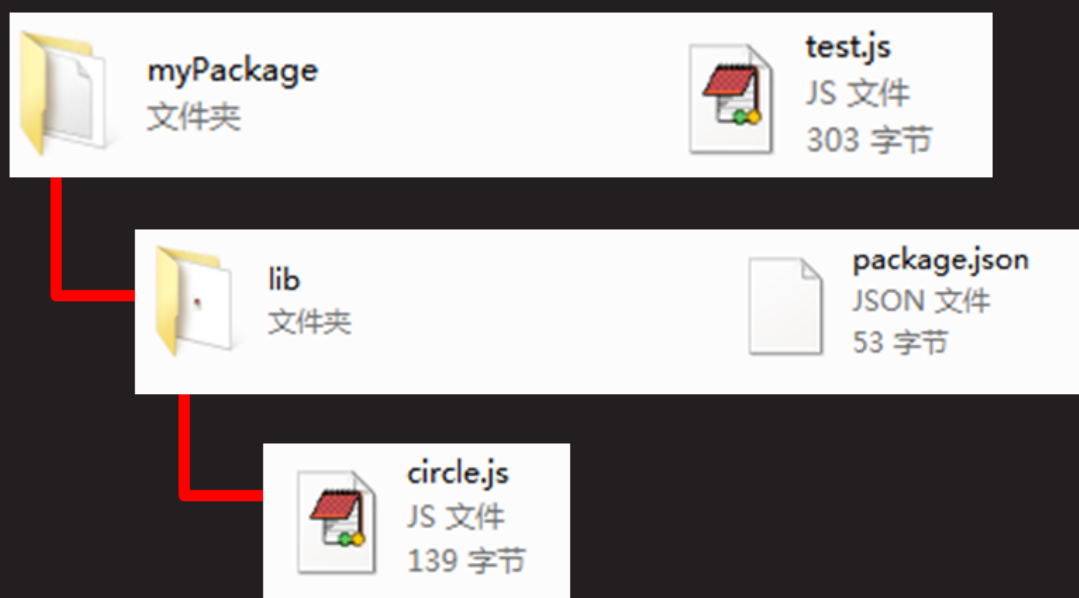 myPackage
文件夹
test.js
JS 文件
303 字节
lib
文件夹
package.json
JSON 文件
53 字节
circle.js
JS 文件
139 字节